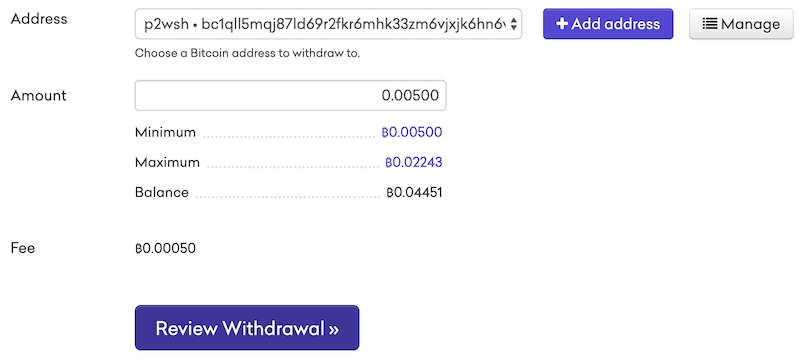 Address p2wsh • bc1qll5mqj87ld69r2fkr6mhk33zm6vjxjk6hn6v + Add address Manage
Choose a Bitcoin address to withdraw to.
Amount 0.00500
Minimum ฿0.00500
Maximum ฿0.02243
Balance ฿0.04451
Fee ฿0.00050
Review Withdrawal »